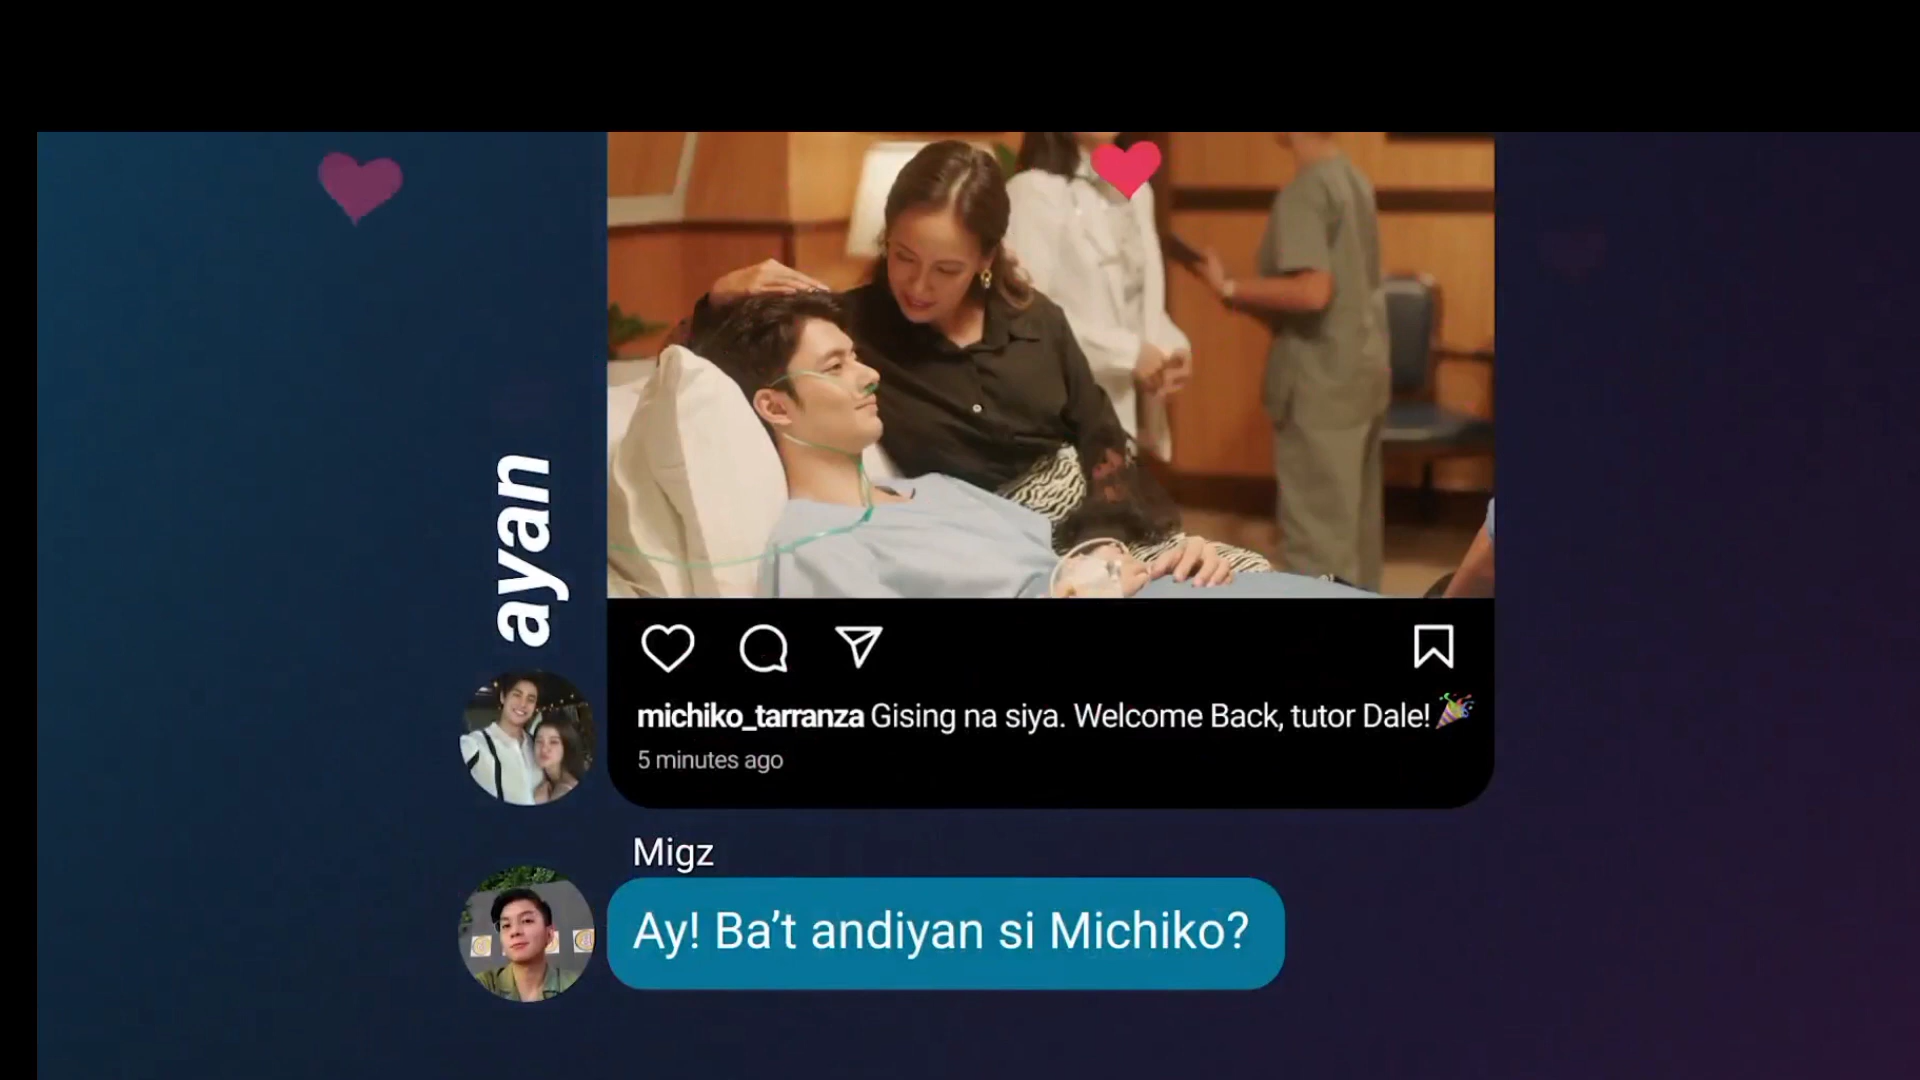 ayan
michiko_tarranza Gising na siya. Welcome Back, tutor Dale! 🎉
5 minutes ago
Migz
Ay! Ba't andiyan si Michiko?